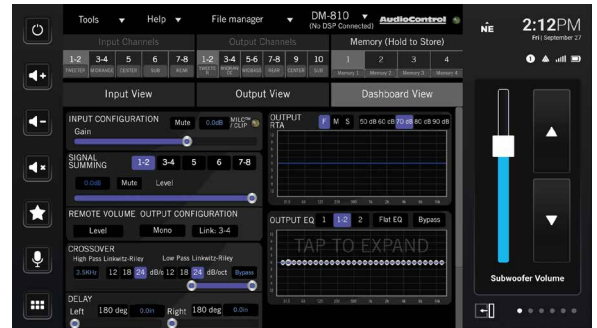 Tools Help File manager DM-810 AudioControl
(No DSP Connected)
NE 2:12PM
Fri | September 27
Input Channels Output Channels Memory (Hold to Store)
1-2 3-4 5-6 7-8 1-2 3-4 5-6 7-8 9 10 1 2 3 4
TWEETER MIDRANGE CENTER SUB REAR MIDBASS REAR CENTER SUB Memory 1 Memory 2 Memory 3 Memory 4
all
Input View Output View Dashboard View
INPUT CONFIGURATION Mute 0.0dB MILC™ / CLIP
Gain
OUTPUT RTA F M S 50 dB 60 dB 70 dB 80 dB 90 dB
SIGNAL SUMMING 1-2 3-4 5 6 7-8
0.0dB Mute Level
REMOTE VOLUME OUTPUT CONFIGURATION
Level Mono Link: 3-4
OUTPUT EQ 1 1-2 2 Flat EQ Bypass
TAP TO EXPAND
CROSSOVER
High Pass Linkwitz-Riley Low Pass Linkwitz-Riley
3.5KHz 12 18 24 dB/o 12 18 24 dB/oct Bypass
DELAY
Left 180 deg 0.0in Right 180 deg 0.0in
Subwoofer Volume